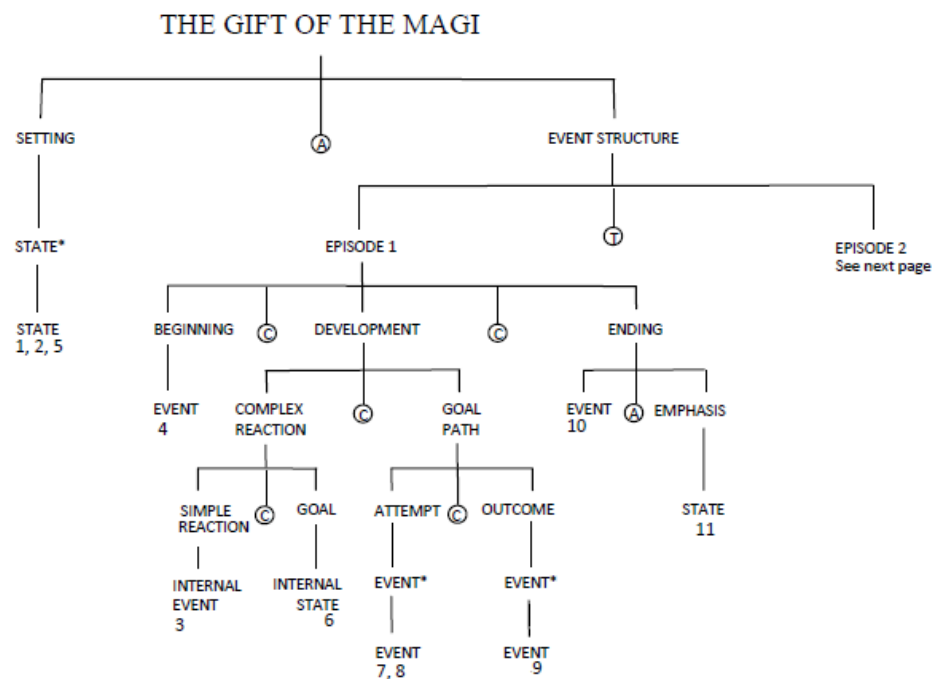 THE GIFT OF THE MAGI
SETTING
A
EVENT STRUCTURE
STATE*
EPISODE 1
T
EPISODE 2
See next page
STATE
1, 2, 5
BEGINNING
C
DEVELOPMENT
C
ENDING
EVENT
4
COMPLEX
REACTION
C
GOAL
PATH
EVENT
10
A
EMPHASIS
SIMPLE
REACTION
C
GOAL
ATTEMPT
C
OUTCOME
STATE
11
INTERNAL
EVENT
3
INTERNAL
STATE
6
EVENT*
EVENT*
EVENT
7, 8
EVENT
9